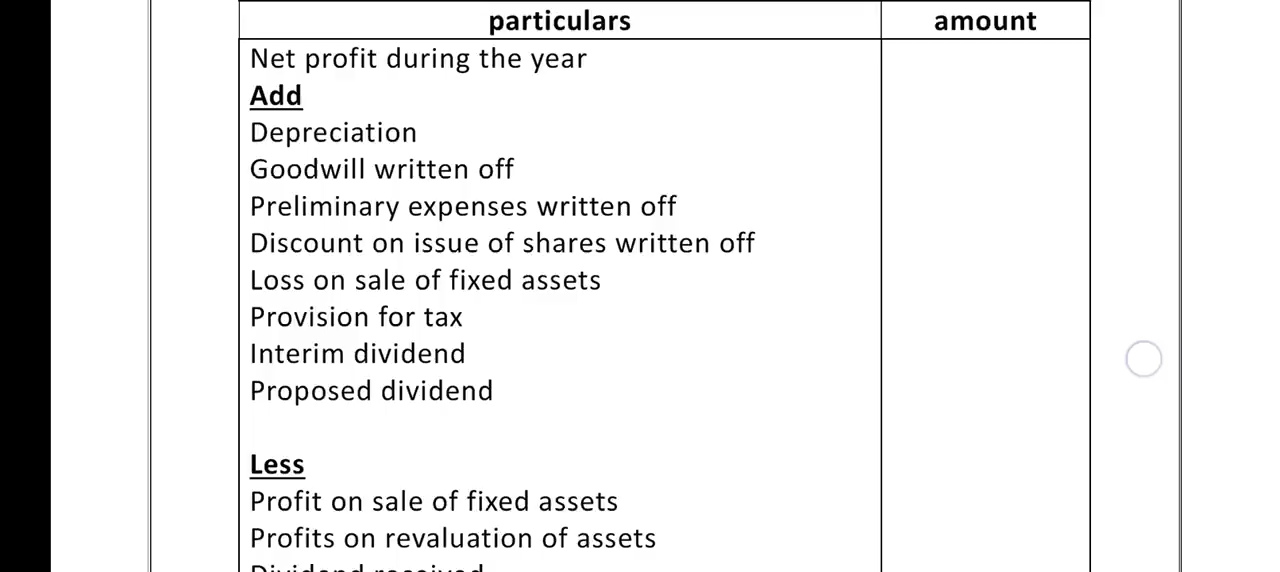 particulars amount
Net profit during the year
Add
Depreciation
Goodwill written off
Preliminary expenses written off
Discount on issue of shares written off
Loss on sale of fixed assets
Provision for tax
Interim dividend
Proposed dividend
Less
Profit on sale of fixed assets
Profits on revaluation of assets
Dividend received